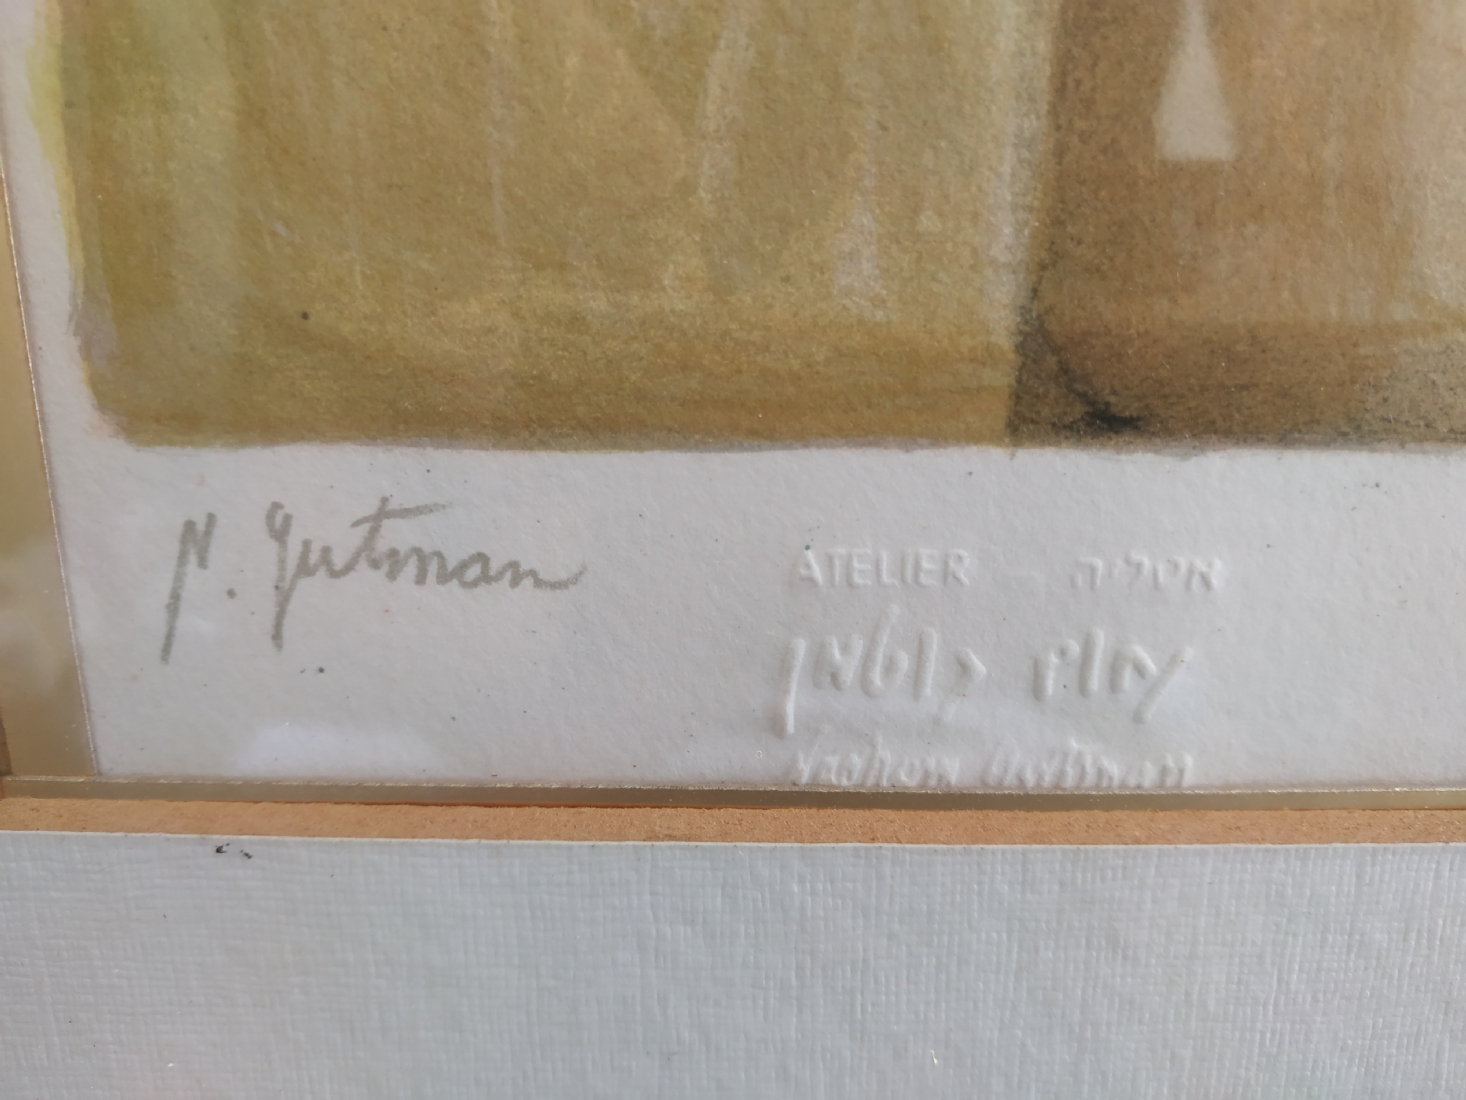 N. Gutman
ATELIER — אטליה
נחום גוטמן
Nachum Gutman